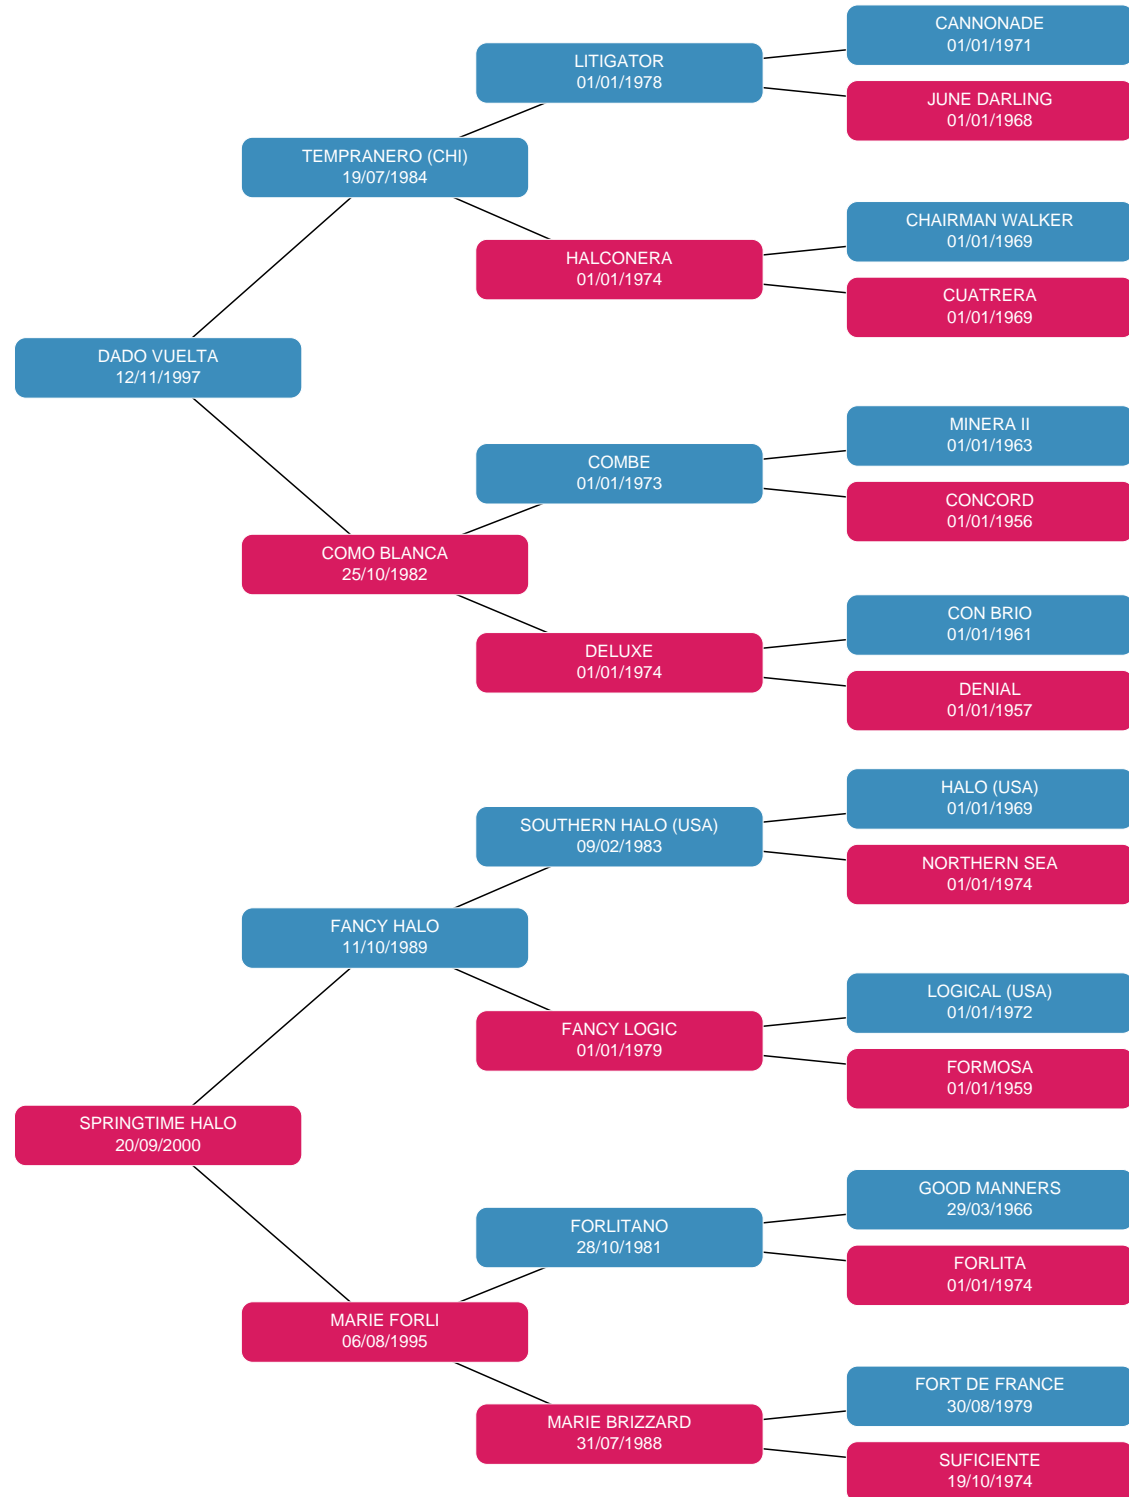 CANNONADE
01/01/1971
LITIGATOR
01/01/1978
JUNE DARLING
01/01/1968
TEMPRANERO (CHI)
19/07/1984
CHAIRMAN WALKER
01/01/1969
HALCONERA
01/01/1974
CUATRERA
01/01/1969
DADO VUELTA
12/11/1997
MINERA II
01/01/1963
COMBE
01/01/1973
CONCORD
01/01/1956
COMO BLANCA
25/10/1982
CON BRIO
01/01/1961
DELUXE
01/01/1974
DENIAL
01/01/1957
HALO (USA)
01/01/1969
SOUTHERN HALO (USA)
09/02/1983
NORTHERN SEA
01/01/1974
FANCY HALO
11/10/1989
LOGICAL (USA)
01/01/1972
FANCY LOGIC
01/01/1979
FORMOSA
01/01/1959
SPRINGTIME HALO
20/09/2000
GOOD MANNERS
29/03/1966
FORLITANO
28/10/1981
FORLITA
01/01/1974
MARIE FORLI
06/08/1995
FORT DE FRANCE
30/08/1979
MARIE BRIZZARD
31/07/1988
SUFICIENTE
19/10/1974